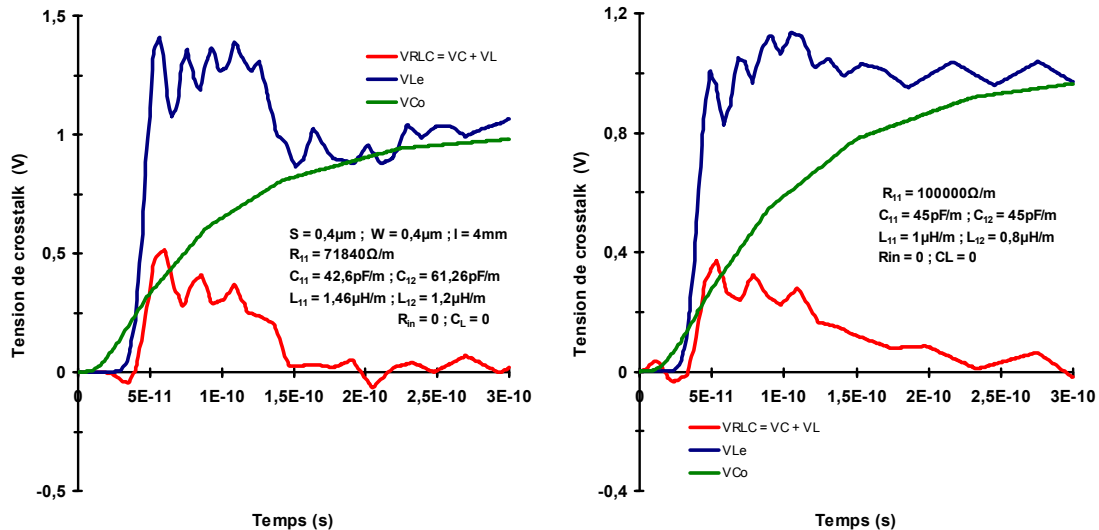 1,5
1
0,5
0
-0,5
Tension de crosstalk (V)
VRLC = VC + VL
VLe
VCo
S = 0,4µm ; W = 0,4µm ; l = 4mm
R11 = 71840Ω/m
C11 = 42,6pF/m ; C12 = 61,26pF/m
L11 = 1,46µH/m ; L12 = 1,2µH/m
Rin = 0 ; CL = 0
0 5E-11 1E-10 1,5E-10 2E-10 2,5E-10 3E-10
Temps (s)
1,2
0,8
0,4
0
-0,4
Tension de crosstalk (V)
R11 = 100000Ω/m
C11 = 45pF/m ; C12 = 45pF/m
L11 = 1µH/m ; L12 = 0,8µH/m
Rin = 0 ; CL = 0
0 5E-11 1E-10 1,5E-10 2E-10 2,5E-10 3E-10
VRLC = VC + VL
VLe
VCo
Temps (s)